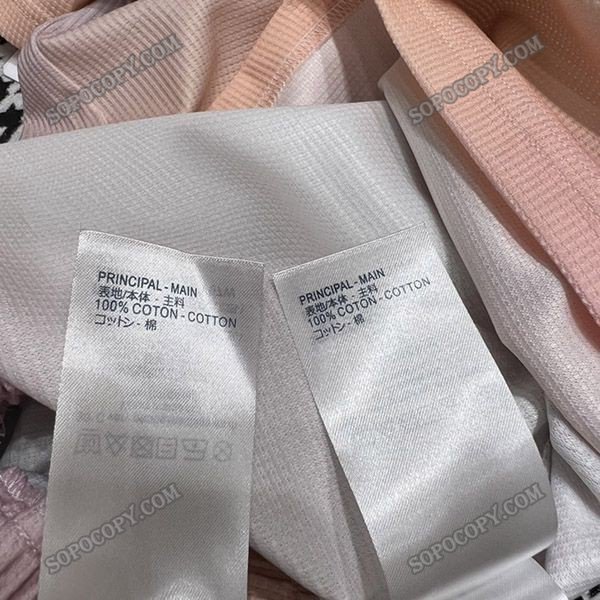 SOPOCOPY.COM
SOPOCOPY.COM
SOPOCOPY.COM
PRINCIPAL - MAIN
表地/本体 - 主料
100% COTON - COTTON
コットン - 棉
PRINCIPAL - MAIN
表地/本体 - 主料
100% COTON - COTTON
コットン - 棉
SOPOCOPY.COM
SOPOCOPY.COM